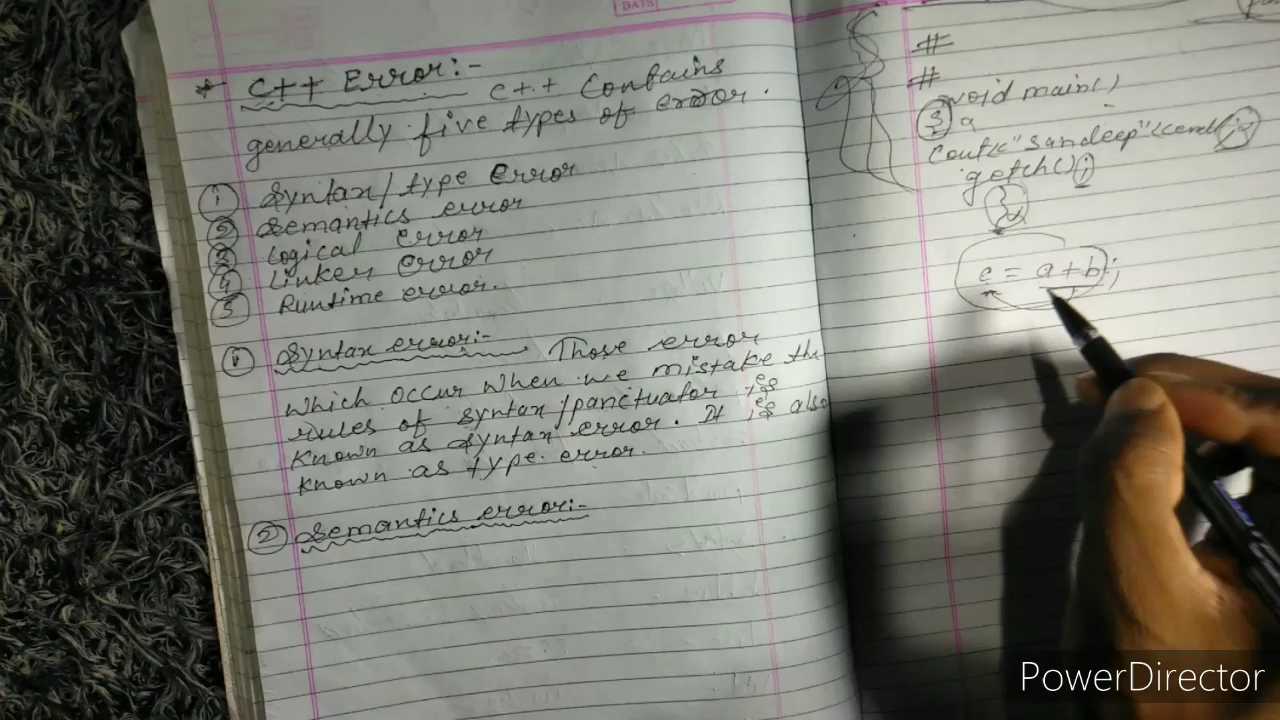 DATE
* C++ Error:- C++ Contains
generally five types of error.
① Syntax/type error
② Semantics error
③ Logical error
④ Linker error
⑤ Runtime error.
① Syntax error:- Those error
which occur when we mistake the
rules of syntax/panctuator is
known as syntax error. It is also
known as type error.
② Semantics error:-
#
#
void main()
{ a
Cout<<"Sandeep"<<endl;
getch();
}
c = a+b;
PowerDirector